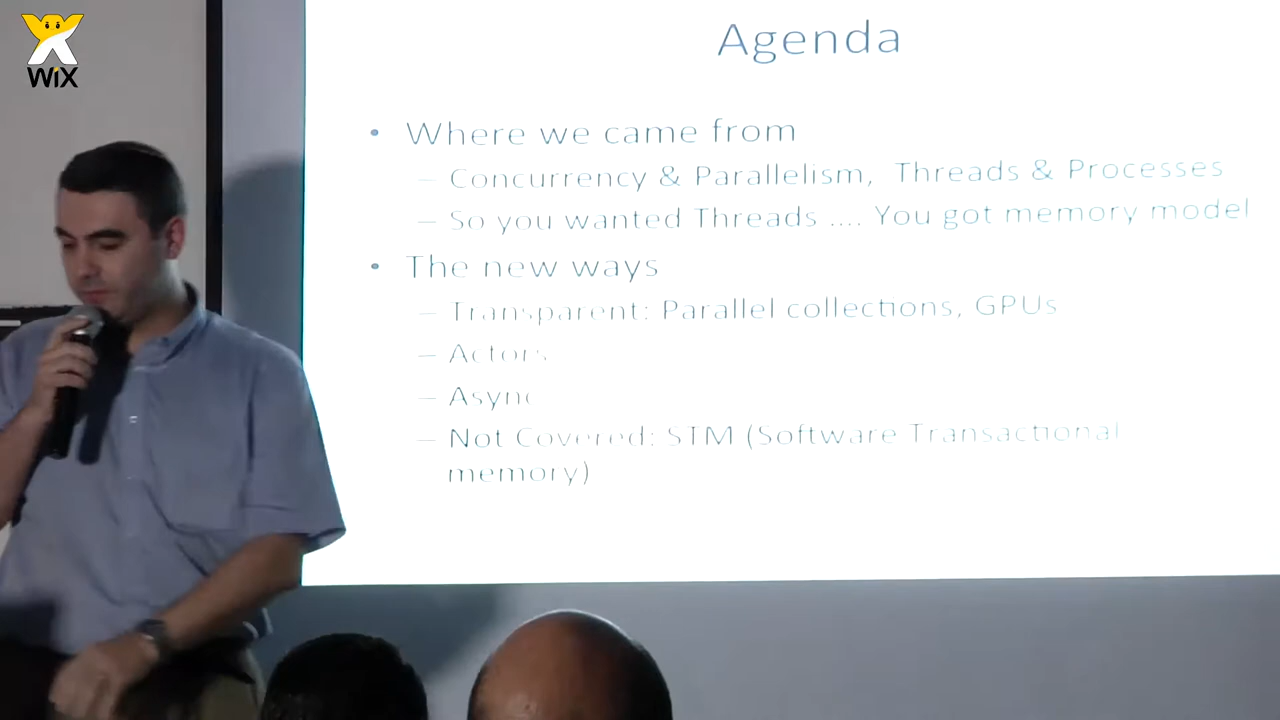 WiX
Agenda
• Where we came from
– Concurrency & Parallelism, Threads & Processes
– So you wanted Threads .... You got memory model
• The new ways
– Transparent: Parallel collections, GPUs
– Actors
– Async
– Not Covered: STM (Software Transactional
memory)